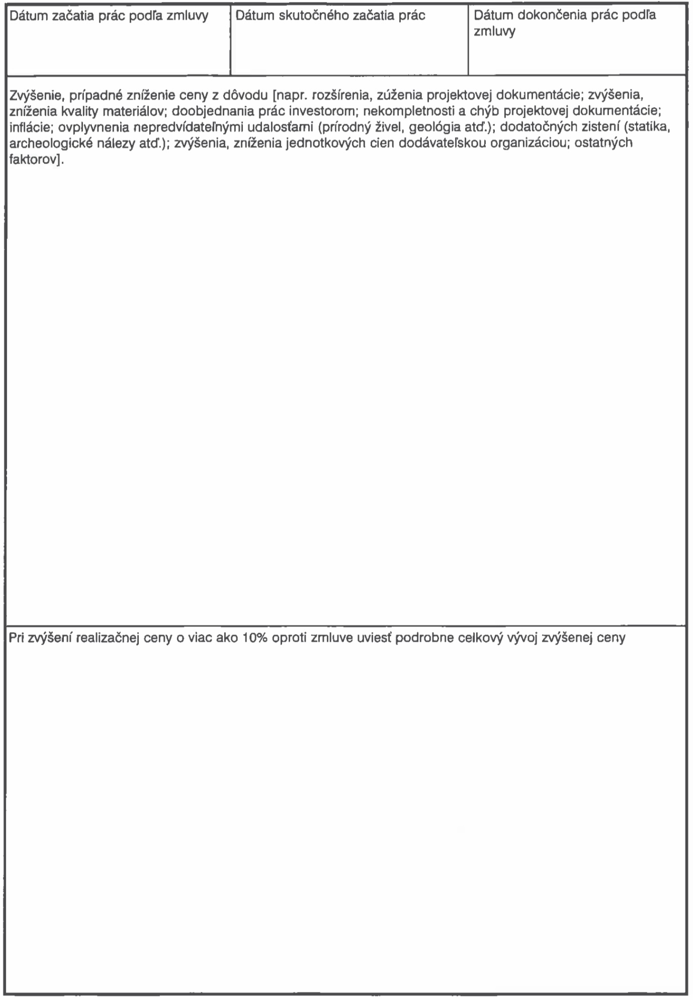 Dátum začatia prác podľa zmluvy
Dátum skutočného začatia prác
Dátum dokončenia prác podľa
zmluvy
Zvýšenie, prípadné zníženie ceny z dôvodu [napr. rozšírenia, zúženia projektovej dokumentácie; zvýšenia,
zníženia kvality materiálov; doobjednania prác investorom; nekompletnosti a chýb projektovej dokumentácie;
inflácie; ovplyvnenia nepredvídateľnými udalosťami (prírodný živel, geológia atď.); dodatočných zistení (statika,
archeologické nálezy atď.); zvýšenia, zníženia jednotkových cien dodávateľskou organizáciou; ostatných
faktorov].
Pri zvýšení realizačnej ceny o viac ako 10% oproti zmluve uviesť podrobne celkový vývoj zvýšenej ceny